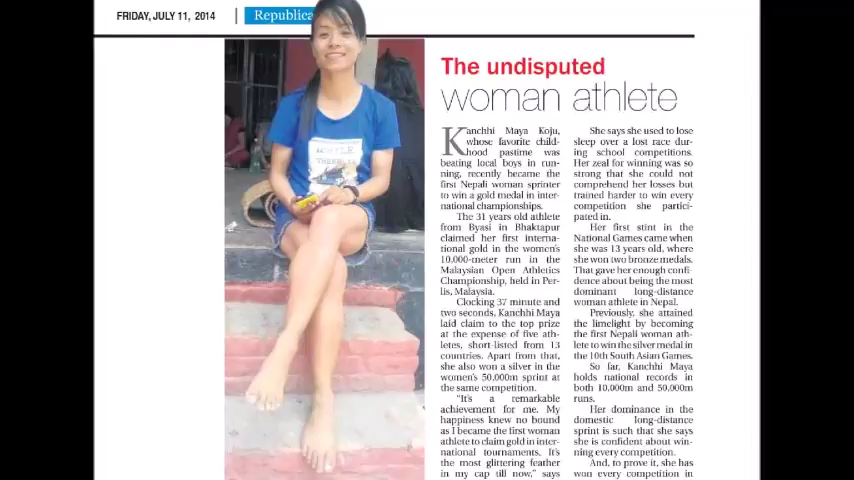 FRIDAY, JULY 11, 2014
Republica
The undisputed
woman athlete
Kanchhi Maya Koju,
whose favorite child-
hood pastime was
beating local boys in run-
ning, recently became the
first Nepali woman sprinter
to win a gold medal in inter-
national championships.
The 31 years old athlete
from Byasi in Bhaktapur
claimed her first interna-
tional gold in the women's
10,000-meter run in the
Malaysian Open Athletics
Championship, held in Per-
lis, Malaysia.
Clocking 37 minute and
two seconds, Kanchhi Maya
laid claim to the top prize
at the expense of five ath-
letes, short-listed from 13
countries. Apart from that,
she also won a silver in the
women's 50,000m sprint at
the same competition.
"It's a remarkable
achievement for me. My
happiness knew no bound
as I became the first woman
athlete to claim gold in inter-
national tournaments. It's
the most glittering feather
in my cap till now," says
She says she used to lose
sleep over a lost race dur-
ing school competitions.
Her zeal for winning was so
strong that she could not
comprehend her losses but
trained harder to win every
competition she partici-
pated in.
Her first stint in the
National Games came when
she was 13 years old, where
she won two bronze medals.
That gave her enough confi-
dence about being the most
dominant long-distance
woman athlete in Nepal.
Previously, she attained
the limelight by becoming
the first Nepali woman ath-
lete to win the silver medal in
the 10th South Asian Games.
So far, Kanchhi Maya
holds national records in
both 10,000m and 50,000m
runs.
Her dominance in the
domestic long-distance
sprint is such that she says
she is confident about win-
ning every competition.
And, to prove it, she has
won every competition in